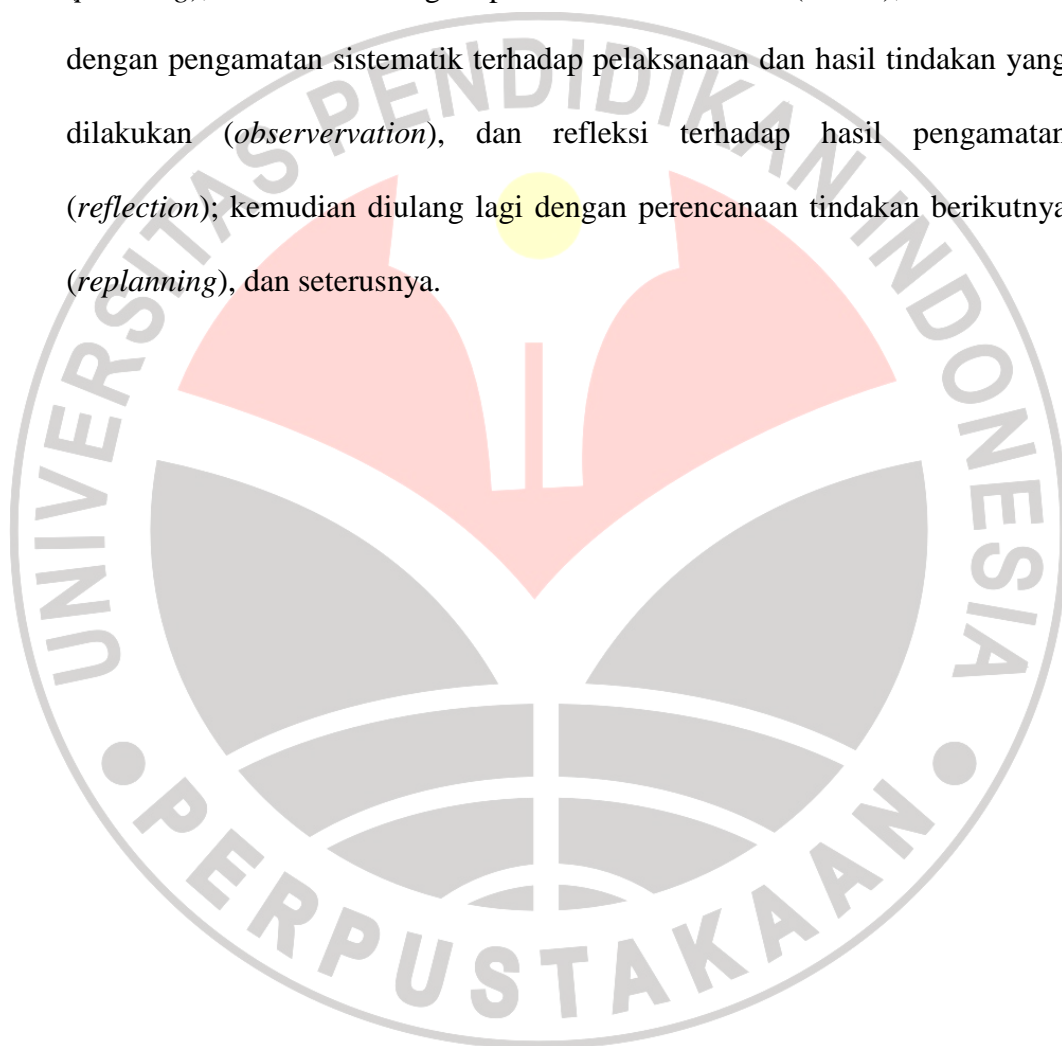 dengan pengamatan sistematik terhadap pelaksanaan dan hasil tindakan yang
dilakukan (observervation), dan refleksi terhadap hasil pengamatan
(reflection); kemudian diulang lagi dengan perencanaan tindakan berikutnya
(replanning), dan seterusnya.
UNIVERSITAS PENDIDIKAN INDONESIA
PERPUSTAKAAN